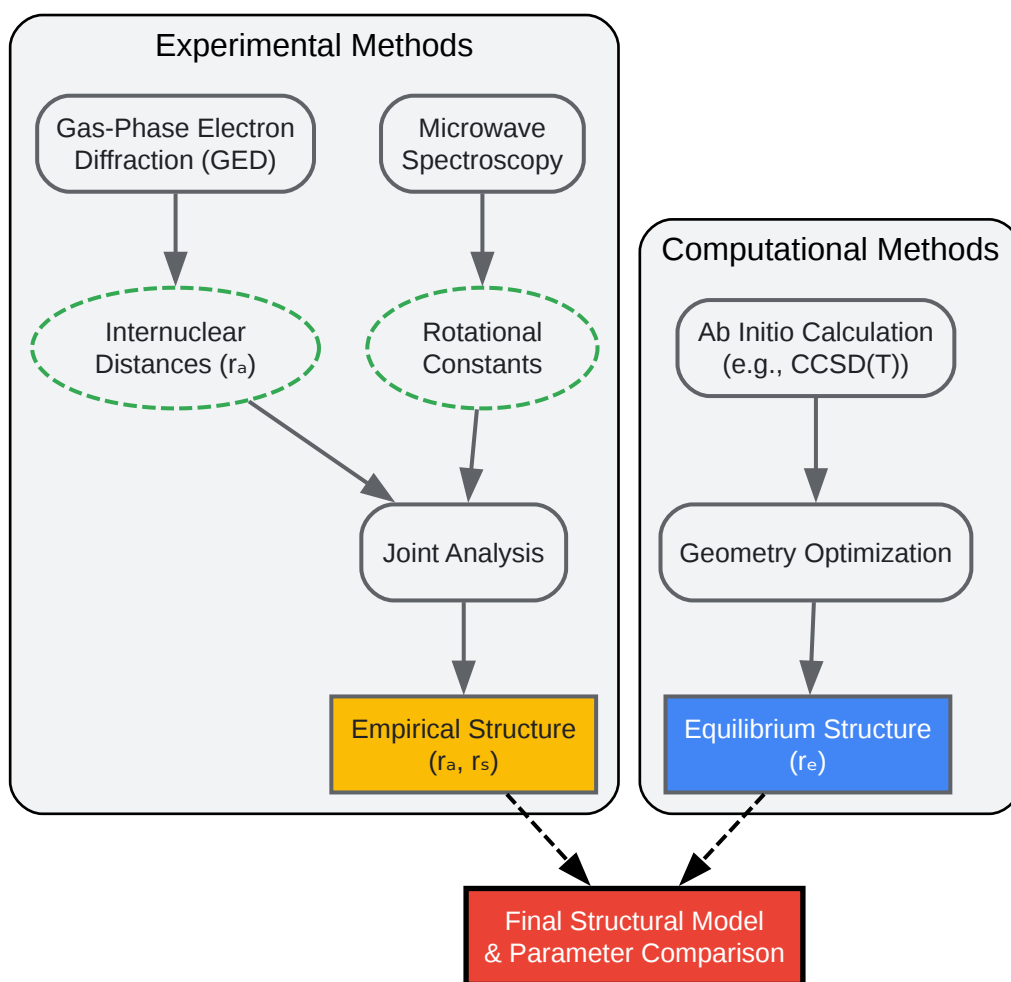 Experimental Methods
Gas-Phase Electron
Diffraction (GED)
Microwave
Spectroscopy
Internuclear
Distances (rₐ)
Rotational
Constants
Joint Analysis
Empirical Structure
(rₐ, rₛ)
Computational Methods
Ab Initio Calculation
(e.g., CCSD(T))
Geometry Optimization
Equilibrium Structure
(rₑ)
Final Structural Model
& Parameter Comparison